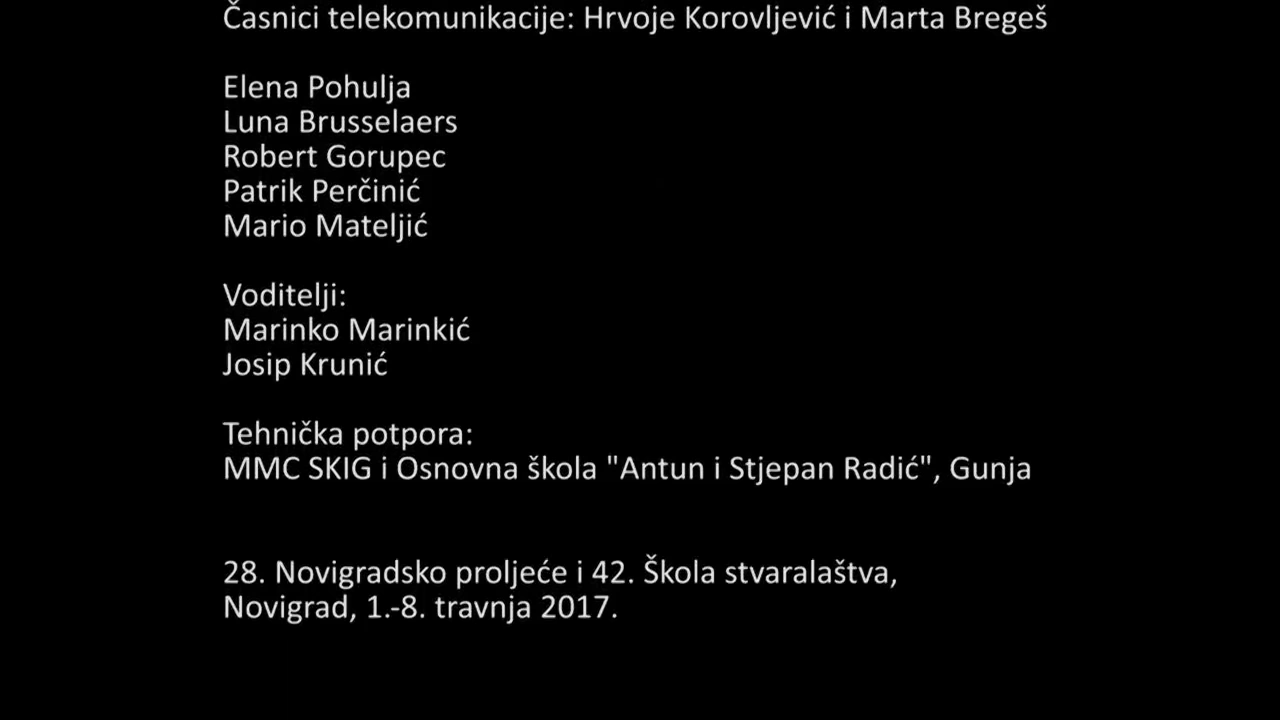 Časnici telekomunikacije: Hrvoje Korovljević i Marta Bregeš
Elena Pohulja
Luna Brusselaers
Robert Gorupec
Patrik Perčinić
Mario Mateljić
Voditelji:
Marinko Marinkić
Josip Krunić
Tehnička potpora:
MMC SKIG i Osnovna škola "Antun i Stjepan Radić", Gunja
28. Novigradsko proljeće i 42. Škola stvaralaštva,
Novigrad, 1.-8. travnja 2017.